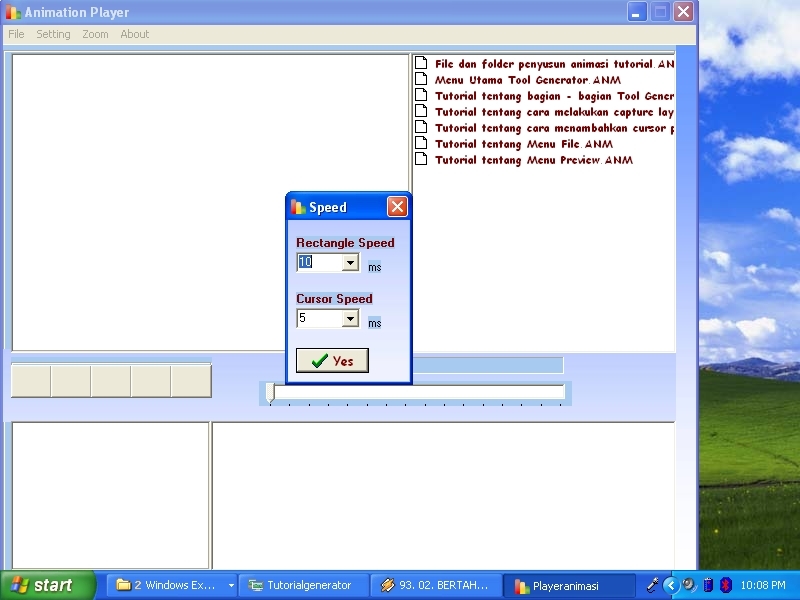 Animation Player
File Setting Zoom About
File dan folder penyusun animasi tutorial.ANM
Menu Utama Tool Generator.ANM
Tutorial tentang bagian - bagian Tool Gener
Tutorial tentang cara melakukan capture lay
Tutorial tentang cara menambahkan cursor p
Tutorial tentang Menu File.ANM
Tutorial tentang Menu Preview.ANM
Speed
Rectangle Speed
10 ms
Cursor Speed
5 ms
Yes
start
2 Windows Ex...
Tutorialgenerator
93. 02. BERTAH...
Playeranimasi
10:08 PM